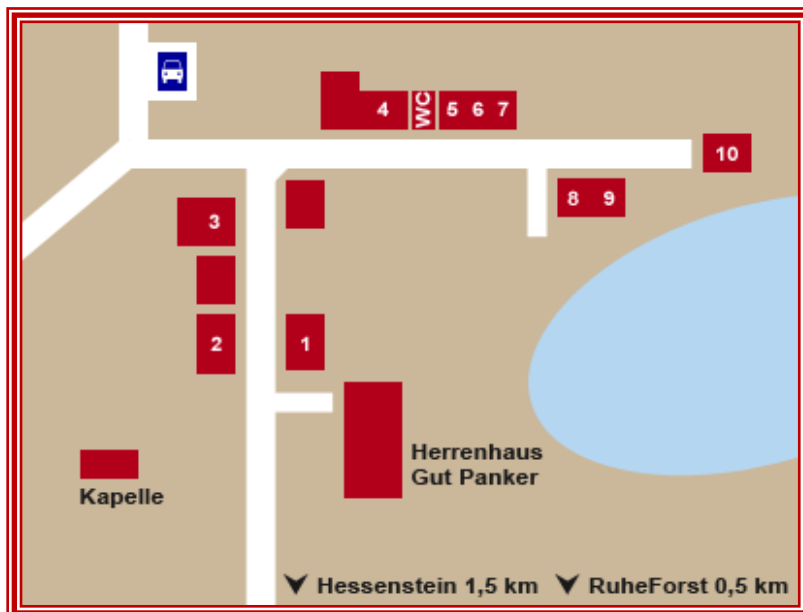 4 WC 5 6 7
10
8 9
3
2
1
Herrenhaus
Gut Panker
Kapelle
Hessenstein 1,5 km
RuheForst 0,5 km